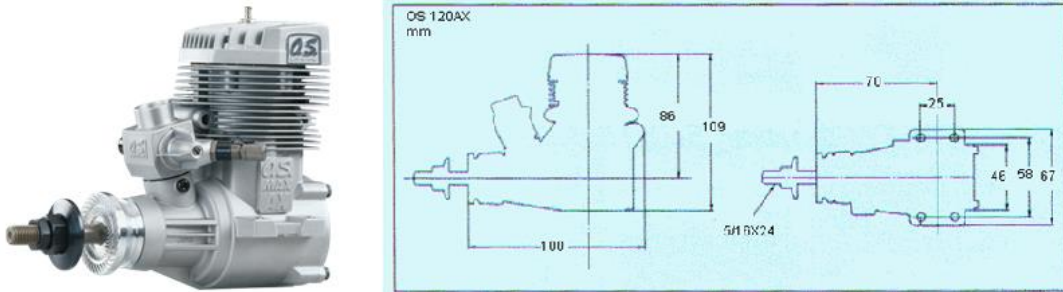 O.S.
O.S.
O.S.
MAX
AX
OS 120AX
mm
86
109
100
70
25
46
58
67
5/16X24